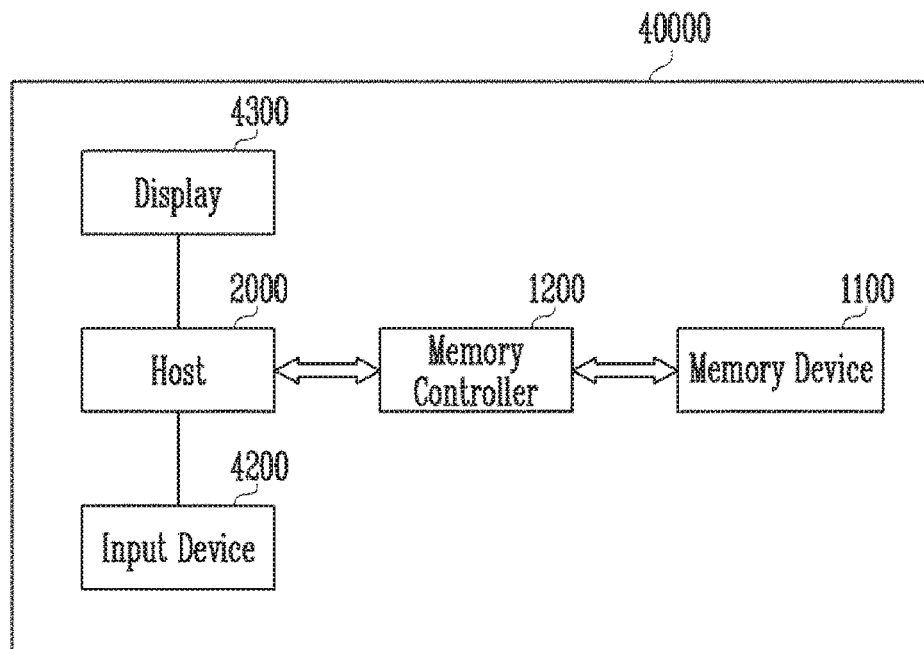 40000
4300
Display
2000
Host
1200
Memory
Controller
1100
Memory Device
4200
Input Device